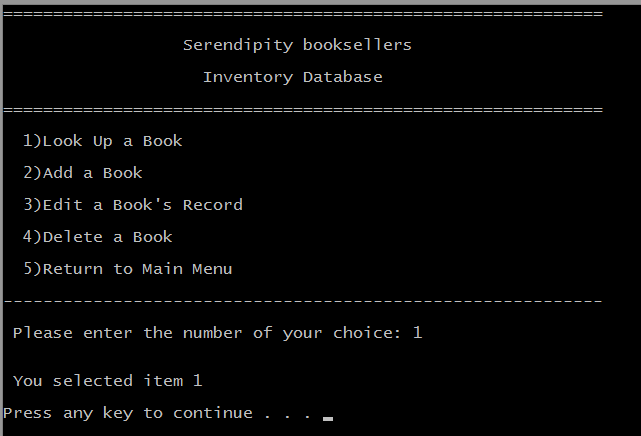 ============================================================
Serendipity booksellers
Inventory Database
============================================================
1)Look Up a Book
2)Add a Book
3)Edit a Book's Record
4)Delete a Book
5)Return to Main Menu
------------------------------------------------------------
Please enter the number of your choice: 1
You selected item 1
Press any key to continue . . . _